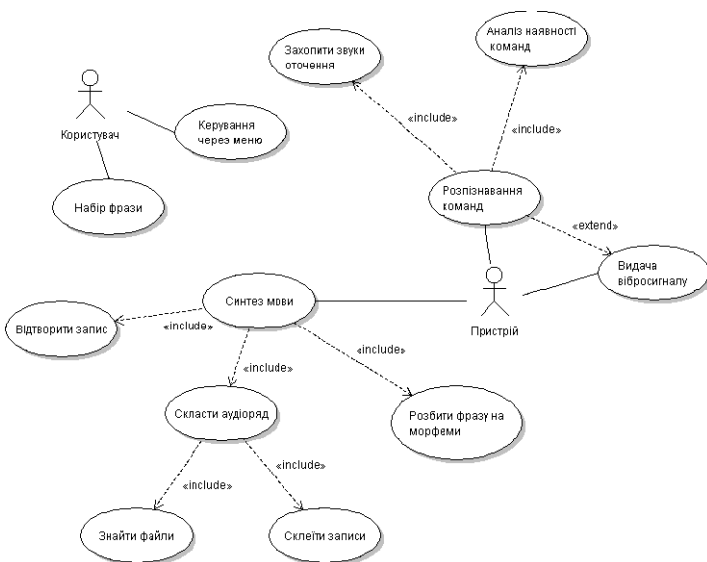 Захопити звуки
оточення
Аналіз наявності
команд
«include»
«include»
Користувач
Керування
через меню
Набір фрази
Розпізнавання
команд
«extend»
Видача
вібросигналу
Пристрій
Синтез мови
Відтворити запис
«include»
«include»
«include»
Скласти аудіоряд
Розбити фразу на
морфеми
«include»
«include»
Знайти файли
Склеїти записи